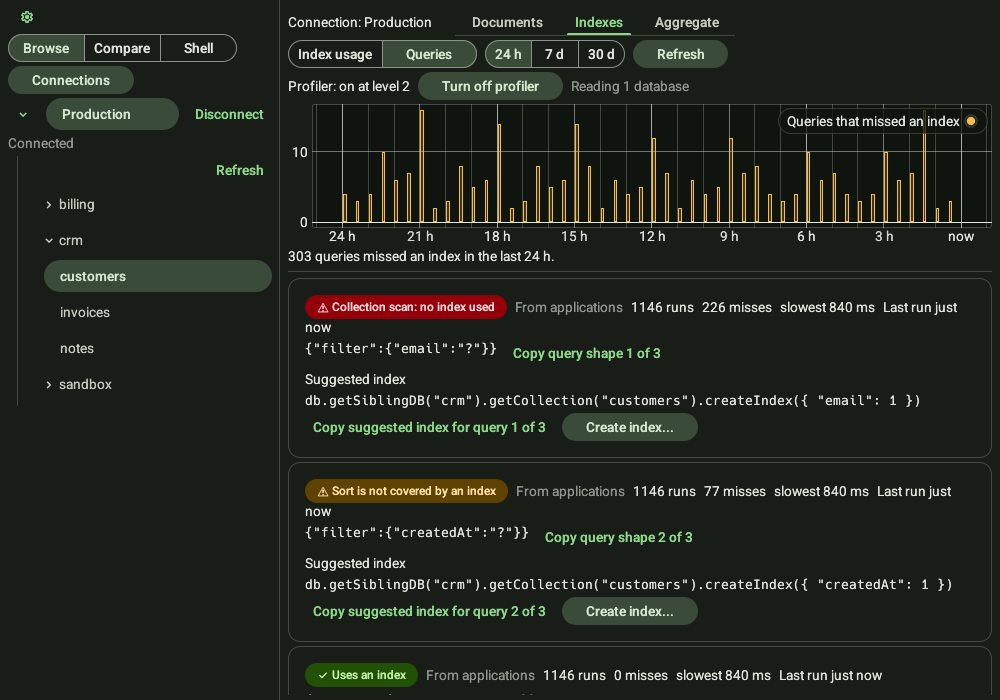 Browse Compare Shell
Connections
Production Disconnect
Connected
Refresh
billing
crm
customers
invoices
notes
sandbox
Connection: Production Documents Indexes Aggregate
Index usage Queries 24 h 7 d 30 d Refresh
Profiler: on at level 2 Turn off profiler Reading 1 database
Queries that missed an index
10
0
24 h 21 h 18 h 15 h 12 h 9 h 6 h 3 h now
303 queries missed an index in the last 24 h.
Collection scan: no index used From applications 1146 runs 226 misses slowest 840 ms Last run just
now
{"filter":{"email":"?"}} Copy query shape 1 of 3
Suggested index
db.getSiblingDB("crm").getCollection("customers").createIndex({ "email": 1 })
Copy suggested index for query 1 of 3 Create index...
Sort is not covered by an index From applications 1146 runs 77 misses slowest 840 ms Last run just
now
{"filter":{"createdAt":"?"}} Copy query shape 2 of 3
Suggested index
db.getSiblingDB("crm").getCollection("customers").createIndex({ "createdAt": 1 })
Copy suggested index for query 2 of 3 Create index...
Uses an index From applications 1146 runs 0 misses slowest 840 ms Last run just now